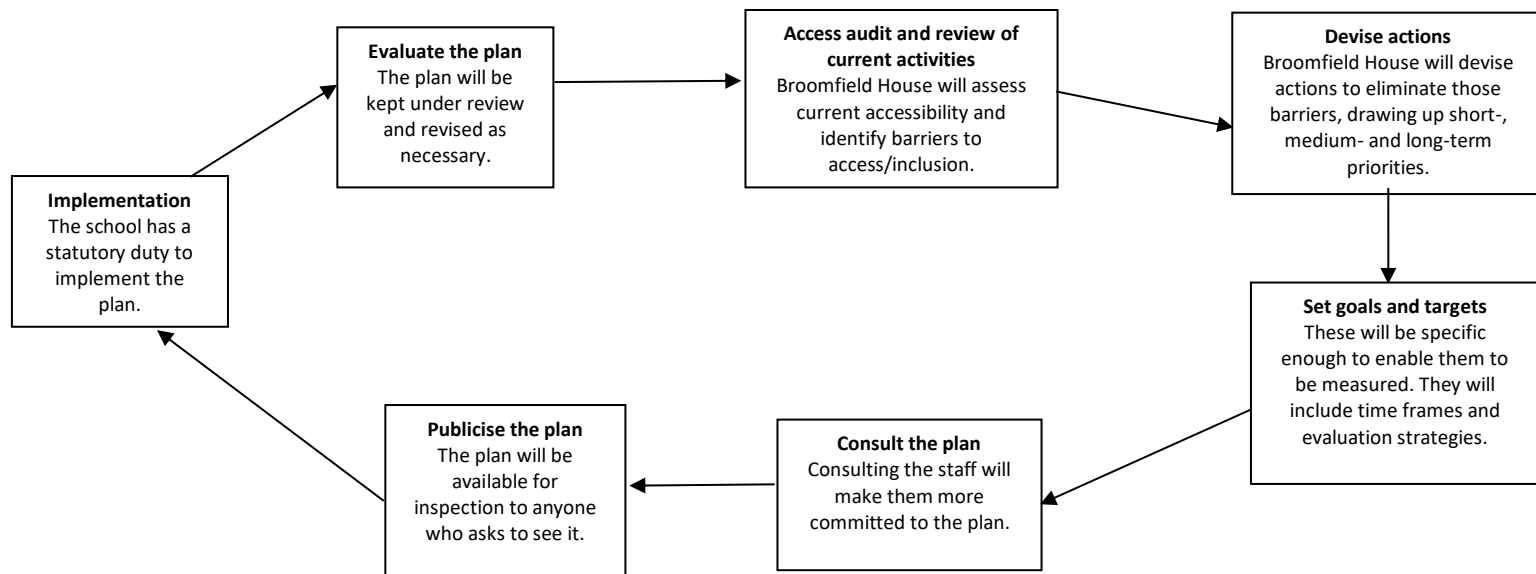 Evaluate the plan
The plan will be
kept under review
and revised as
necessary.
Access audit and review of
current activities
Broomfield House will assess
current accessibility and
identify barriers to
access/inclusion.
Devise actions
Broomfield House will devise
actions to eliminate those
barriers, drawing up short-,
medium- and long-term
priorities.
Implementation
The school has a
statutory duty to
implement the
plan.
Set goals and targets
These will be specific
enough to enable them to
be measured. They will
include time frames and
evaluation strategies.
Publicise the plan
The plan will be
available for
inspection to anyone
who asks to see it.
Consult the plan
Consulting the staff will
make them more
committed to the plan.